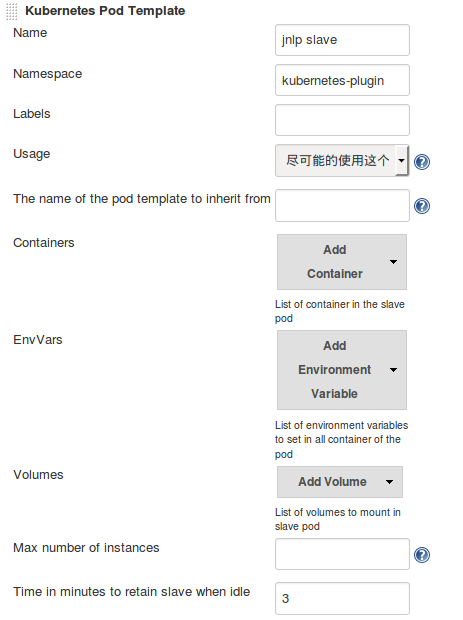 Kubernetes Pod Template
Name
jnlp slave
Namespace
kubernetes-plugin
Labels
Usage
尽可能的使用这个
The name of the pod template to inherit from
Containers
Add
Container
List of container in the slave
pod
EnvVars
Add
Environment
Variable
List of environment variables
to set in all container of the
pod
Volumes
Add Volume
List of volumes to mount in
slave pod
Max number of instances
Time in minutes to retain slave when idle
3